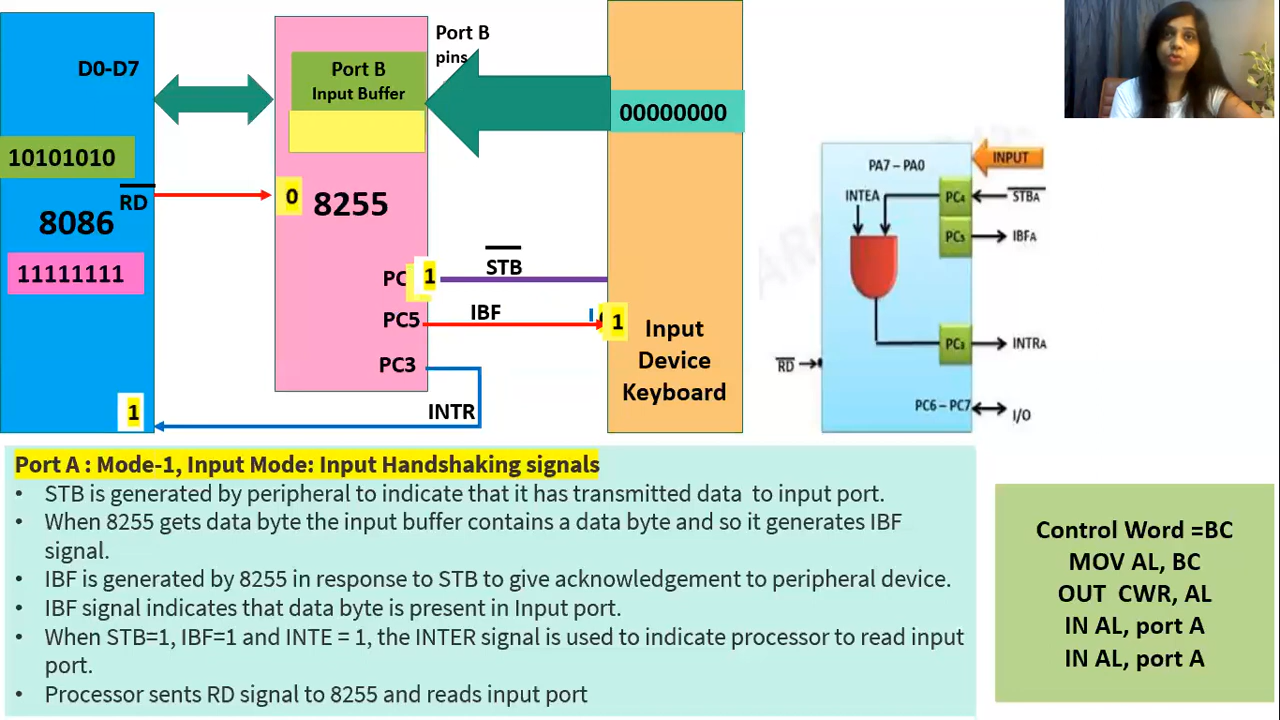 D0-D7
10101010
RD
8086
11111111
1
Port B
Input Buffer
0
8255
PC
1
PC5
PC3
Port B
pins
STB
IBF
INTR
00000000
1
Input
Device
Keyboard
PA7 – PA0
INPUT
INTEA
PC4
STBA
PC5
IBFA
PC3
INTRA
RD
PC6 – PC7
I/O
Port A : Mode-1, Input Mode: Input Handshaking signals
• STB is generated by peripheral to indicate that it has transmitted data to input port.
• When 8255 gets data byte the input buffer contains a data byte and so it generates IBF
signal.
• IBF is generated by 8255 in response to STB to give acknowledgement to peripheral device.
• IBF signal indicates that data byte is present in Input port.
• When STB=1, IBF=1 and INTE = 1, the INTER signal is used to indicate processor to read input
port.
• Processor sents RD signal to 8255 and reads input port
Control Word =BC
MOV AL, BC
OUT CWR, AL
IN AL, port A
IN AL, port A